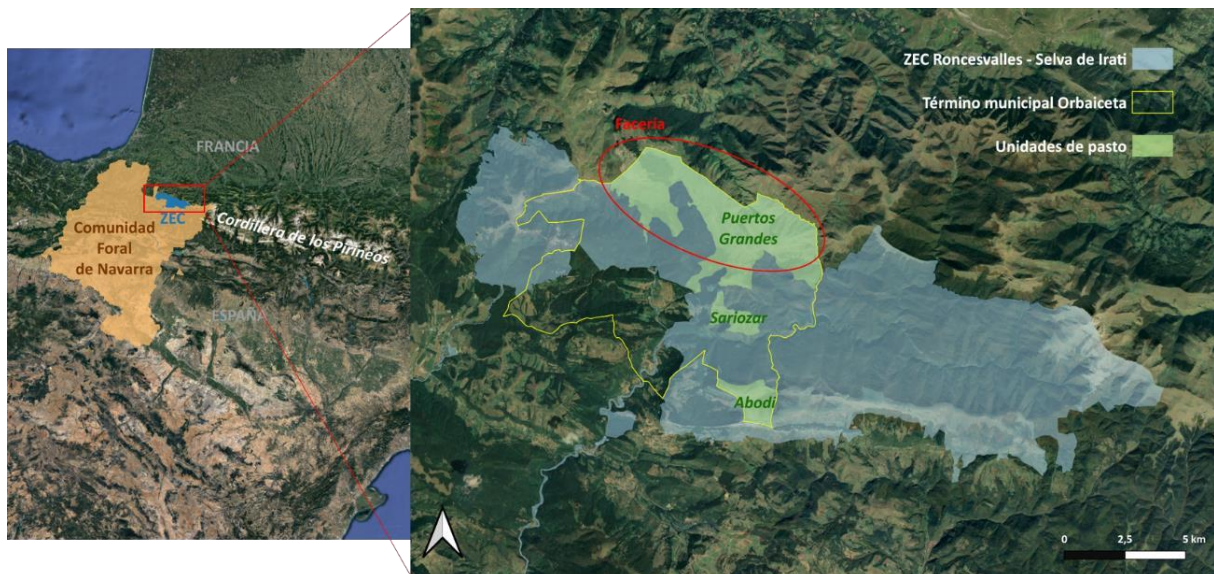 FRANCIA
ZEC
Cordillera de los Pirineos
Comunidad
Foral
de Navarra
ESPAÑA
ZEC Roncesvalles - Selva de Irati
Término municipal Orbaiceta
Unidades de pasto
Facería
Puertos
Grandes
Sariozar
Abodi
0 2,5 5 km